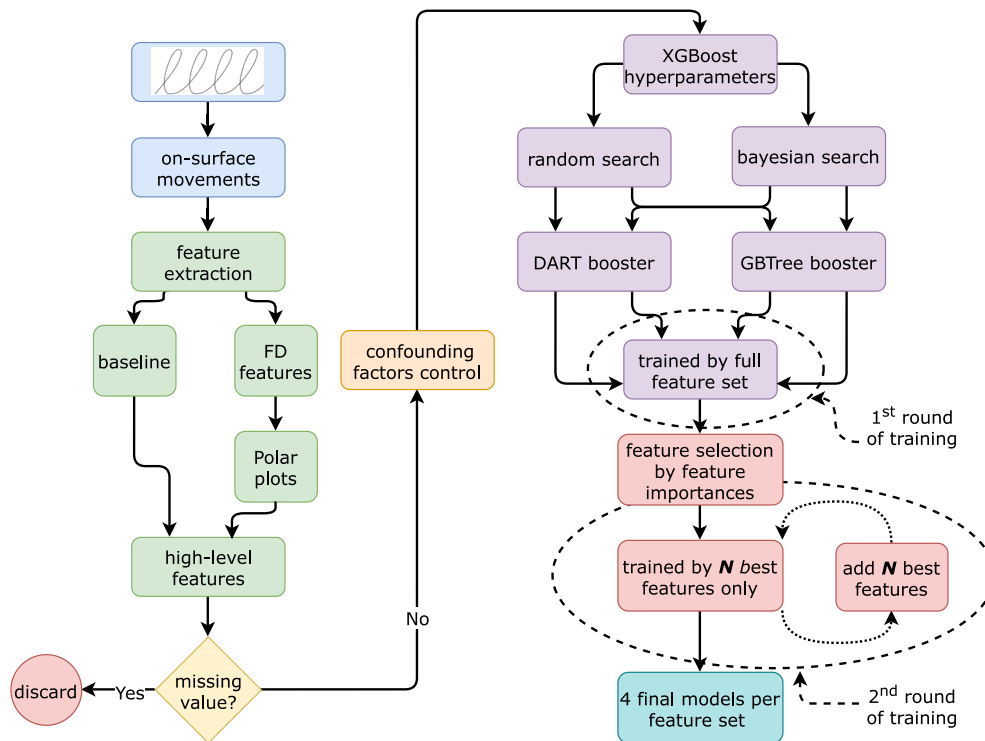 on-surface
movements
feature
extraction
baseline
FD
features
Polar
plots
high-level
features
missing
value?
Yes
discard
No
confounding
factors control
XGBoost
hyperparameters
random search
bayesian search
DART booster
GBTree booster
trained by full
feature set
1st round
of training
feature selection
by feature
importances
trained by N best
features only
add N best
features
4 final models per
feature set
2nd round
of training